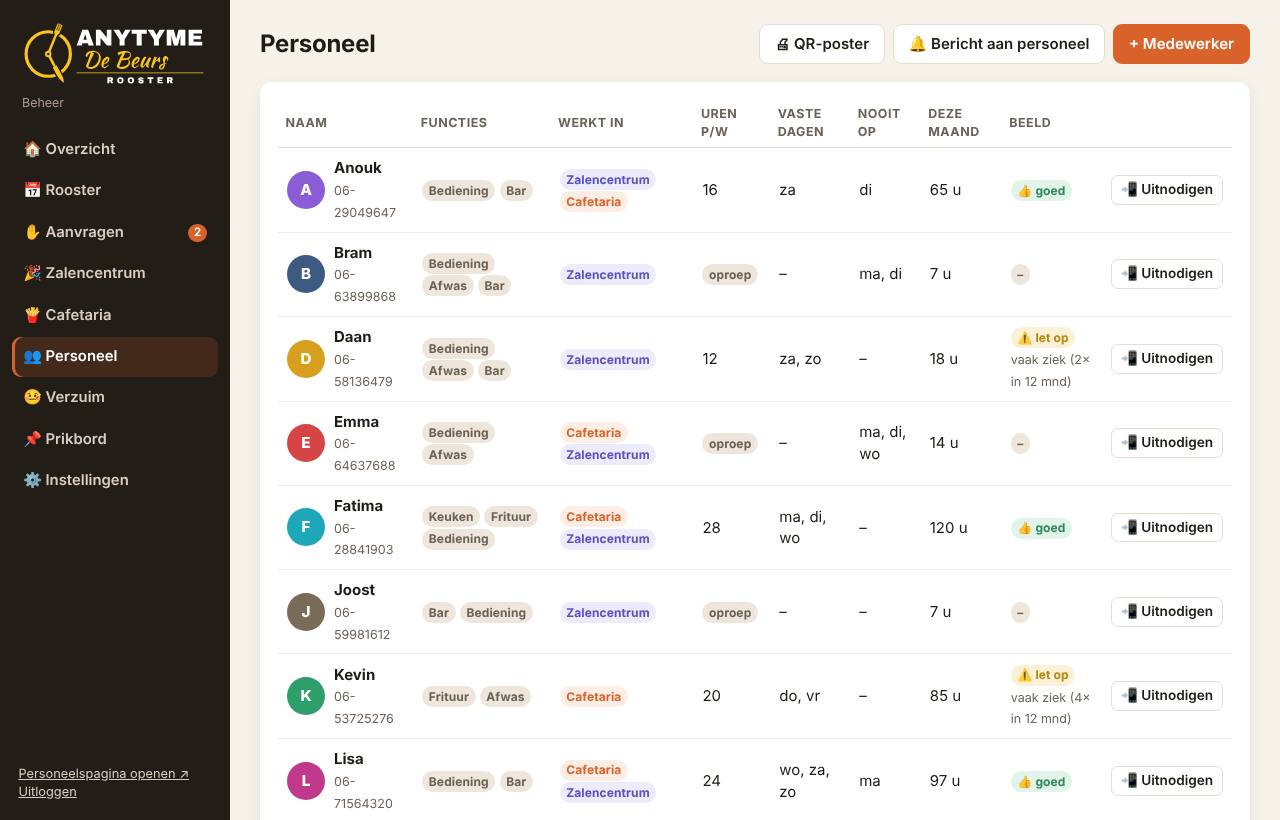 ANYTYME
De Beurs
ROOSTER
Beheer
Overzicht
Rooster
Aanvragen 2
Zalencentrum
Cafetaria
Personeel
Verzuim
Prikbord
Instellingen
Personeelspagina openen ↗
Uitloggen
Personeel
QR-poster
Bericht aan personeel
+ Medewerker
NAAM FUNCTIES WERKT IN UREN P/W VASTE DAGEN NOOIT OP DEZE MAAND BEELD
A Anouk 06-29049647 Bediening Bar Zalencentrum Cafetaria 16 za di 65 u 👍 goed Uitnodigen
B Bram 06-63899868 Bediening Afwas Bar Zalencentrum oproep – ma, di 7 u – Uitnodigen
D Daan 06-58136479 Bediening Afwas Bar Zalencentrum 12 za, zo – 18 u ⚠️ let op vaak ziek (2× in 12 mnd) Uitnodigen
E Emma 06-64637688 Bediening Afwas Cafetaria Zalencentrum oproep – ma, di, wo 14 u – Uitnodigen
F Fatima 06-28841903 Keuken Frituur Bediening Cafetaria Zalencentrum 28 ma, di, wo – 120 u 👍 goed Uitnodigen
J Joost 06-59981612 Bar Bediening Zalencentrum oproep – – 7 u – Uitnodigen
K Kevin 06-53725276 Frituur Afwas Cafetaria 20 do, vr – 85 u ⚠️ let op vaak ziek (4× in 12 mnd) Uitnodigen
L Lisa 06-71564320 Bediening Bar Cafetaria Zalencentrum 24 wo, za, zo ma 97 u 👍 goed Uitnodigen